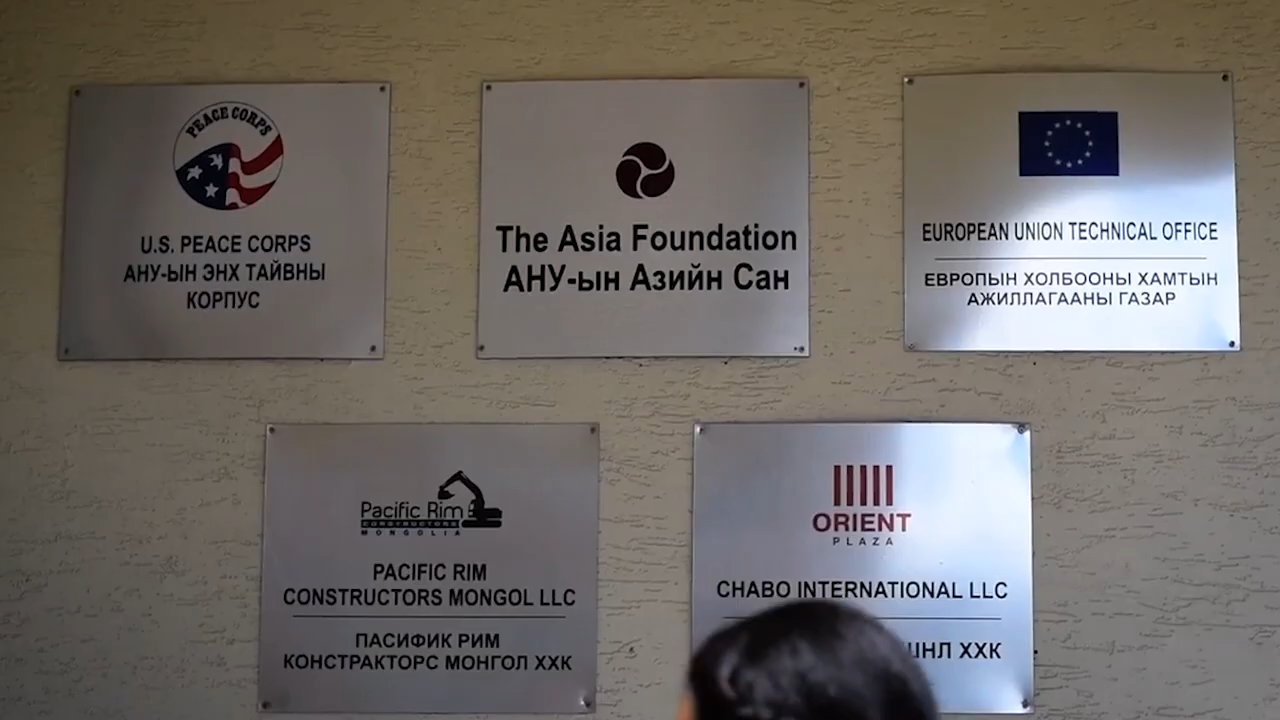 PEACE CORPS
U.S. PEACE CORPS
АНУ-ЫН ЭНХ ТАЙВНЫ
КОРПУС
The Asia Foundation
АНУ-ын Азийн Сан
EUROPEAN UNION TECHNICAL OFFICE
ЕВРОПЫН ХОЛБООНЫ ХАМТЫН
АЖИЛЛАГААНЫ ГАЗАР
Pacific Rim
CONSTRUCTORS
MONGOLIA
PACIFIC RIM
CONSTRUCTORS MONGOL LLC
ПАСИФИК РИМ
КОНСТРАКТОРС МОНГОЛ ХХК
ORIENT
PLAZA
CHABO INTERNATIONAL LLC
ХХК